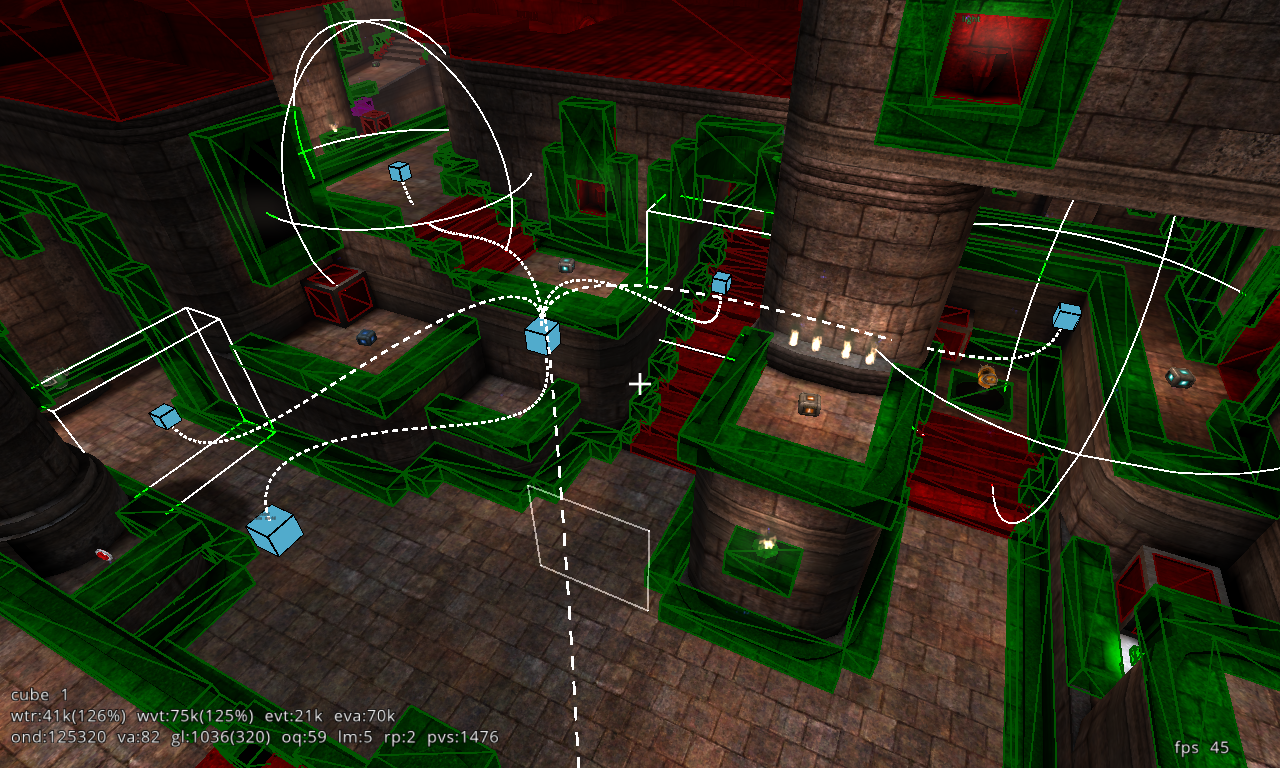 cube 1
wtr:41k(126%) wvt:75k(125%) evt:21k eva:70k
ond:125320 va:82 gl:1036(320) oq:59 lm:5 rp:2 pvs:1476
fps 45